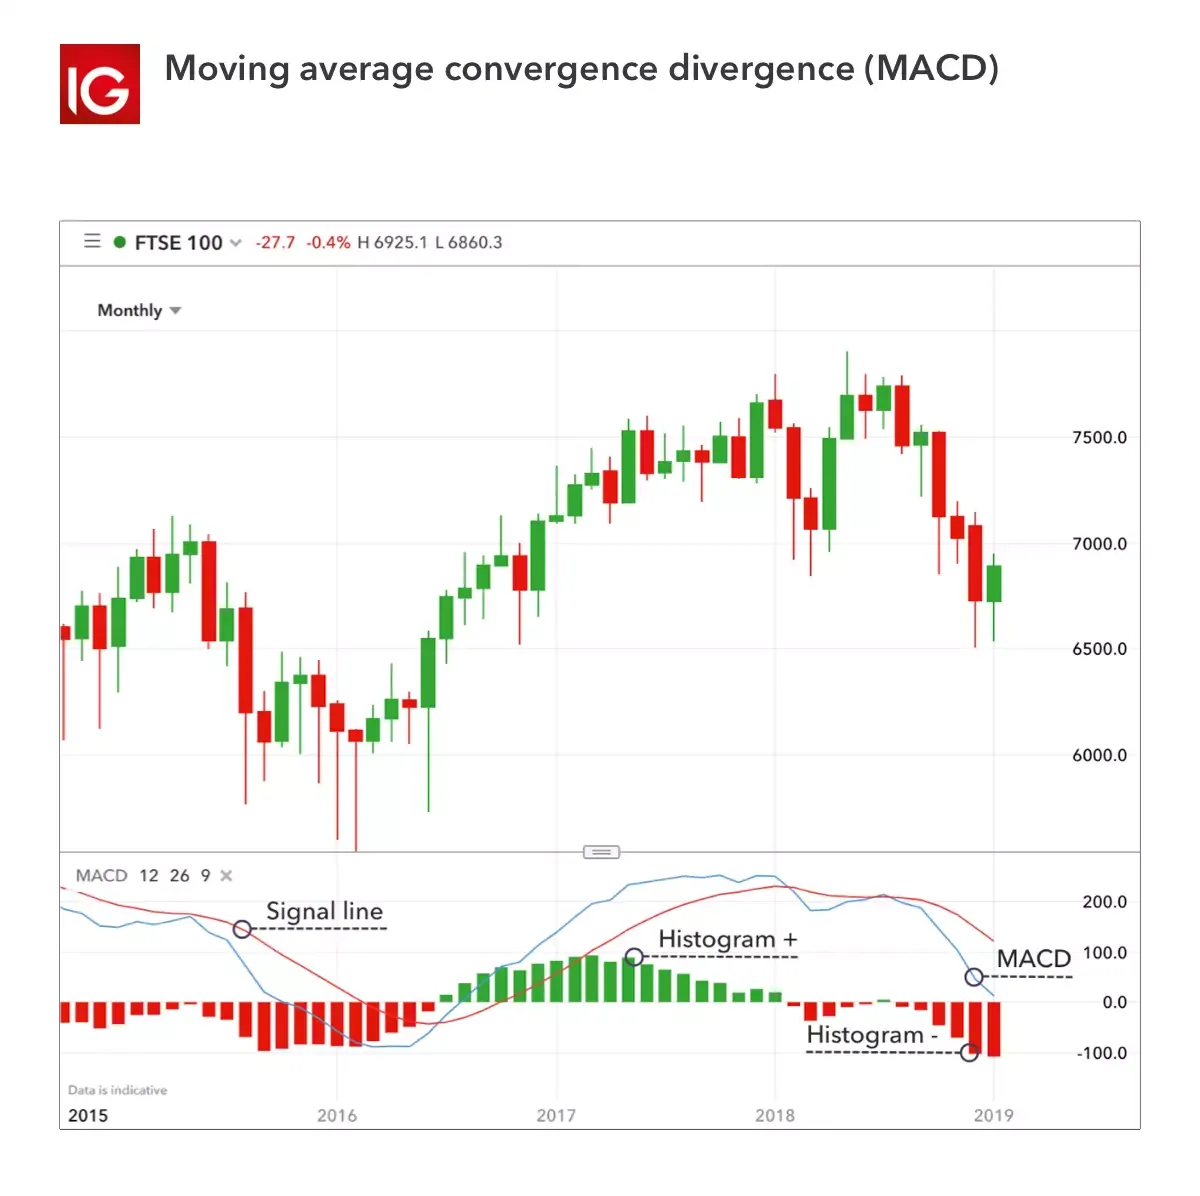 IG
Moving average convergence divergence (MACD)
FTSE 100 -27.7 -0.4% H 6925.1 L 6860.3
Monthly
7500.0
7000.0
6500.0
6000.0
MACD 12 26 9
200.0
Signal line
Histogram +
100.0
MACD
0.0
Histogram -
-100.0
Data is indicative
2015 2016 2017 2018 2019